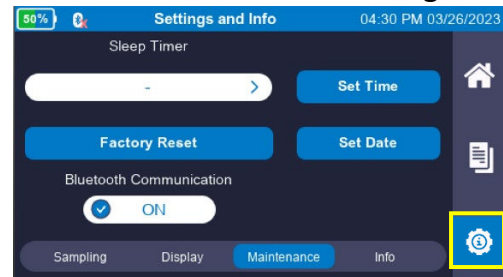 50% Settings and Info 04:30 PM 03/26/2023
Sleep Timer
- Set Time
Factory Reset Set Date
Bluetooth Communication
ON
Sampling Display Maintenance Info